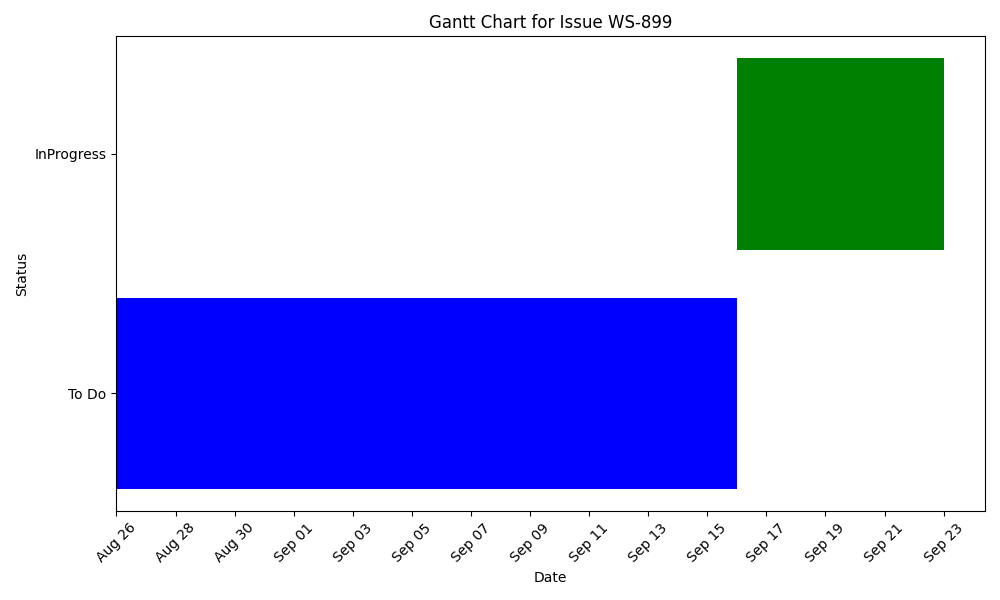 Gantt Chart for Issue WS-899
InProgress
To Do
Status
Aug 26
Aug 28
Aug 30
Sep 01
Sep 03
Sep 05
Sep 07
Sep 09
Sep 11
Sep 13
Sep 15
Sep 17
Sep 19
Sep 21
Sep 23
Date